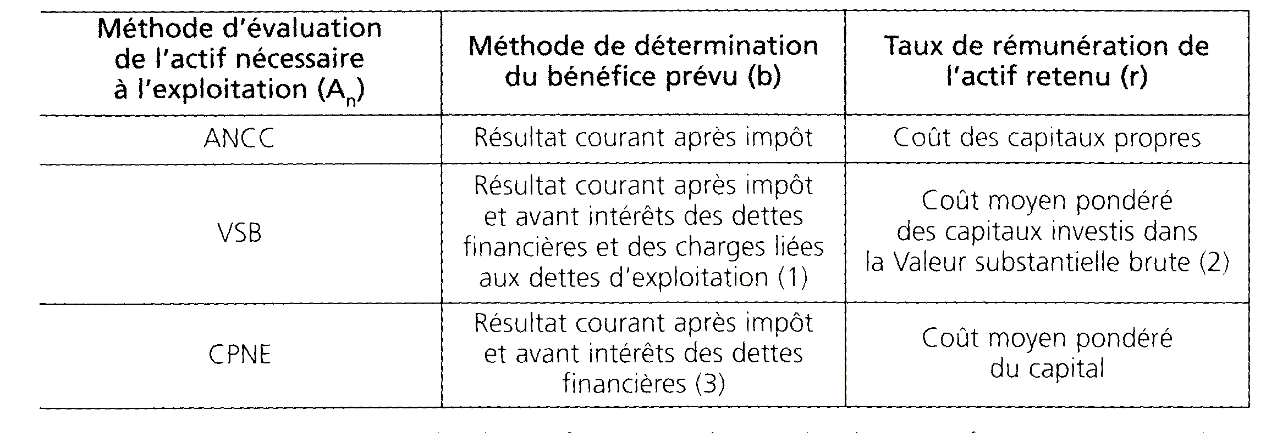 Méthode d'évaluation
de l'actif nécessaire
à l'exploitation (An)
Méthode de détermination
du bénéfice prévu (b)
Taux de rémunération de
l'actif retenu (r)
ANCC
Résultat courant après impôt
Coût des capitaux propres
VSB
Résultat courant après impôt
et avant intérêts des dettes
financières et des charges liées
aux dettes d'exploitation (1)
Coût moyen pondéré
des capitaux investis dans
la Valeur substantielle brute (2)
CPNE
Résultat courant après impôt
et avant intérêts des dettes
financières (3)
Coût moyen pondéré
du capital